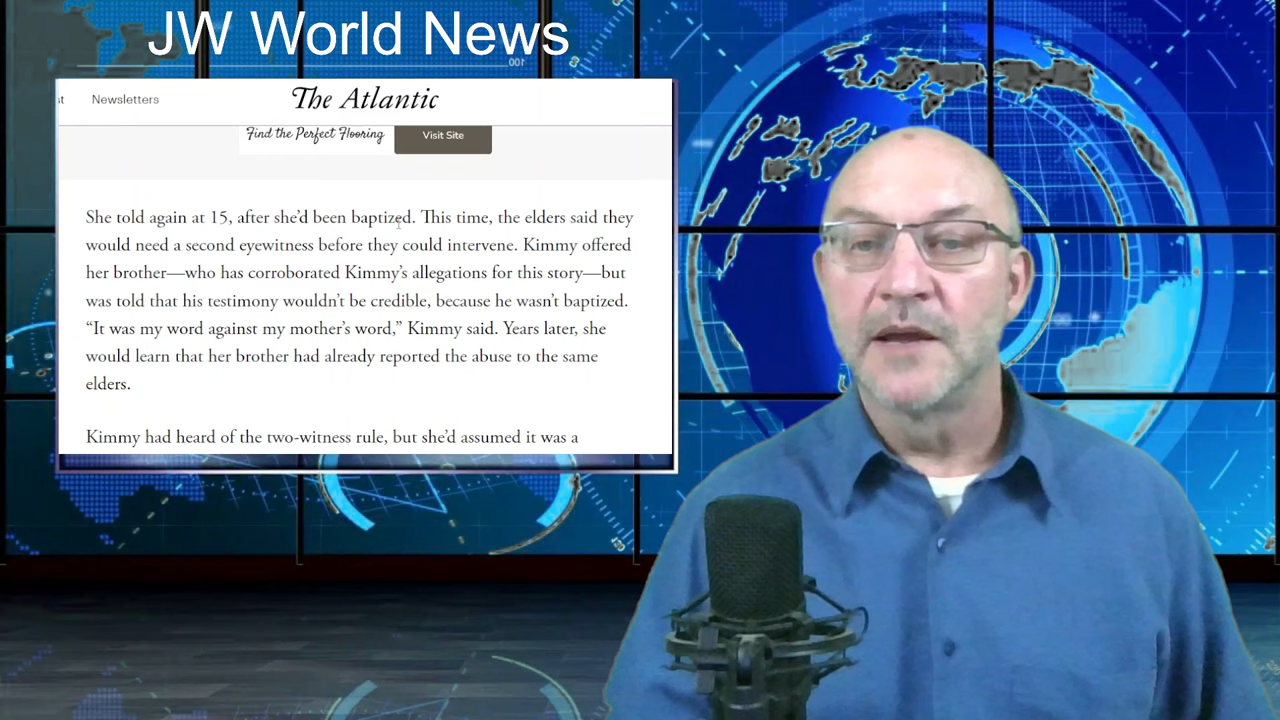 JW World News
st Newsletters The Atlantic
Find the Perfect Flooring Visit Site
She told again at 15, after she’d been baptized. This time, the elders said they
would need a second eyewitness before they could intervene. Kimmy offered
her brother—who has corroborated Kimmy’s allegations for this story—but
was told that his testimony wouldn’t be credible, because he wasn’t baptized.
“It was my word against my mother’s word,” Kimmy said. Years later, she
would learn that her brother had already reported the abuse to the same
elders.
Kimmy had heard of the two-witness rule, but she’d assumed it was a